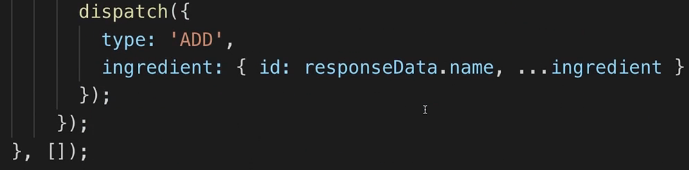 dispatch({
type: 'ADD',
ingredient: { id: responseData.name, ...ingredient }
});
});
}, []);